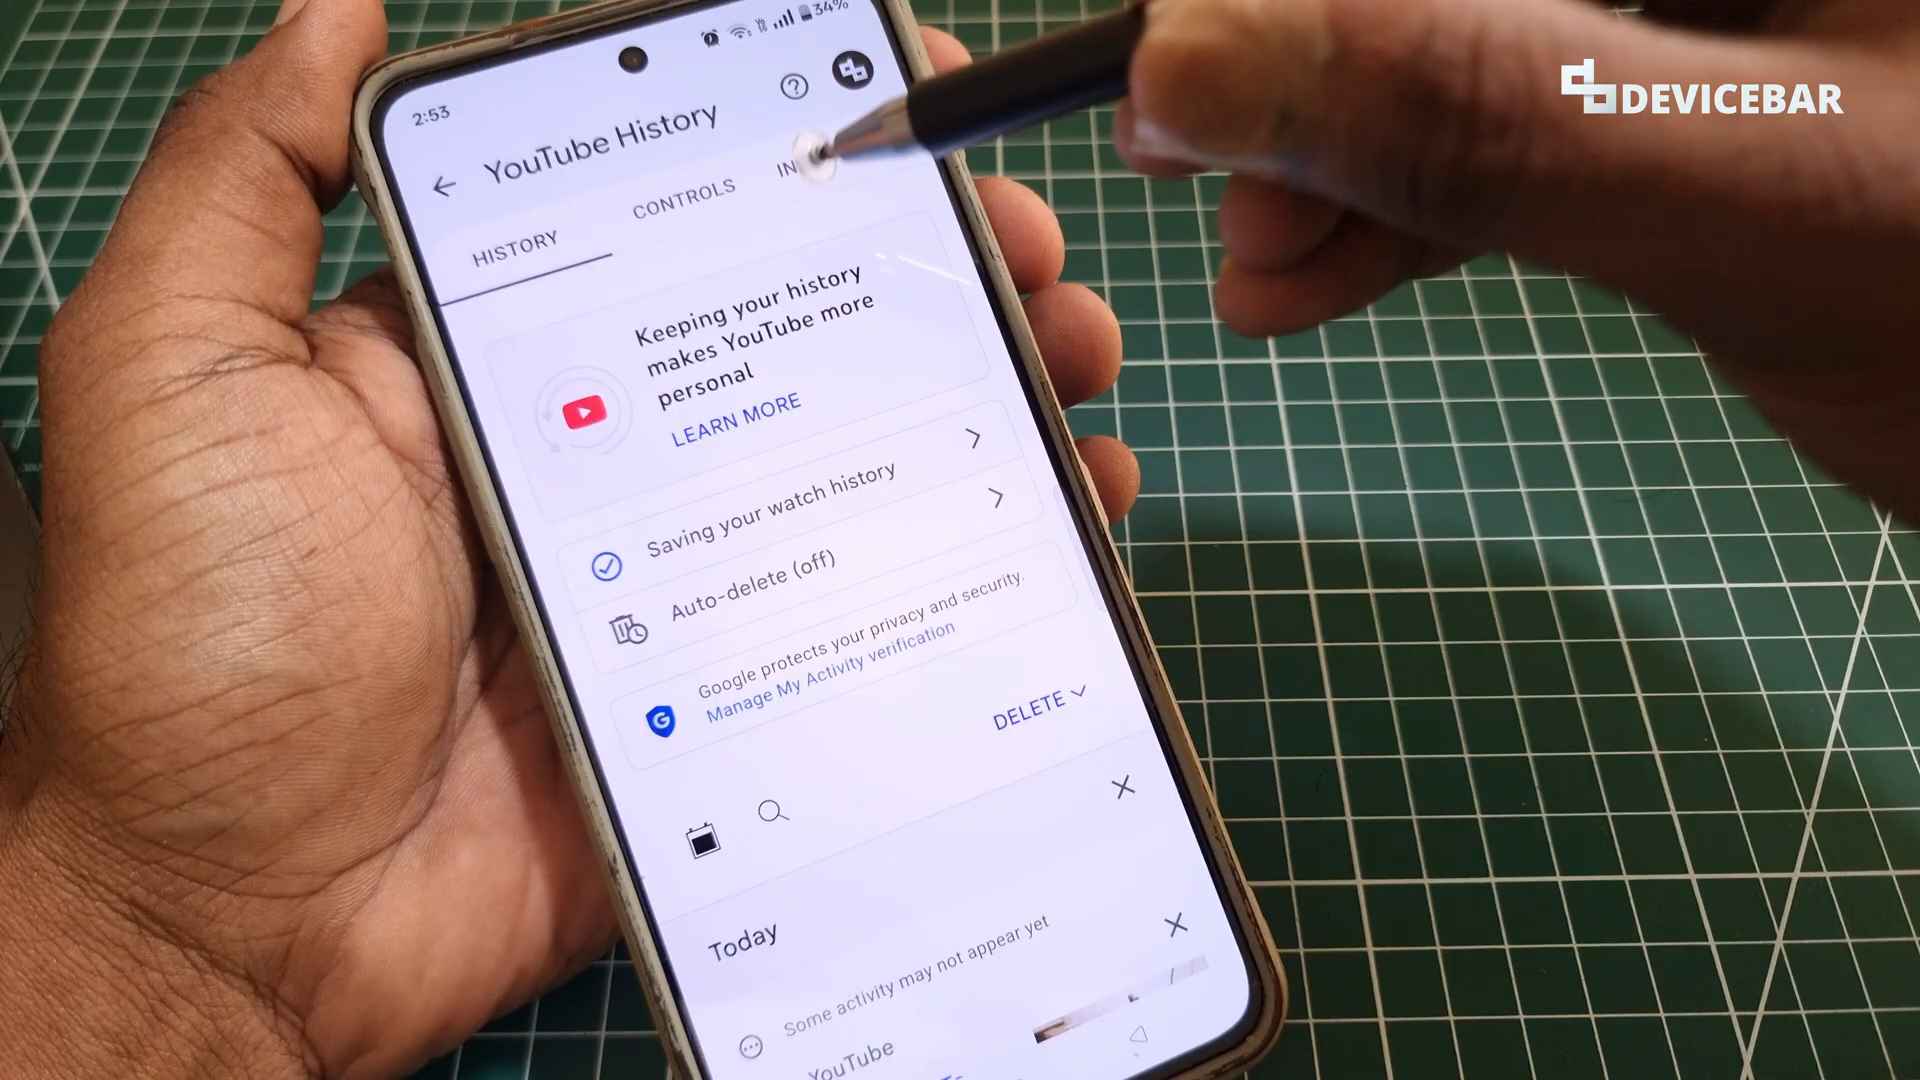 2:53
34%
YouTube History
HISTORY
CONTROLS
IN
Keeping your history
makes YouTube more
personal
LEARN MORE
Saving your watch history
Auto-delete (off)
Google protects your privacy and security.
Manage My Activity verification
DELETE
Today
Some activity may not appear yet
YouTube
DEVICEBAR